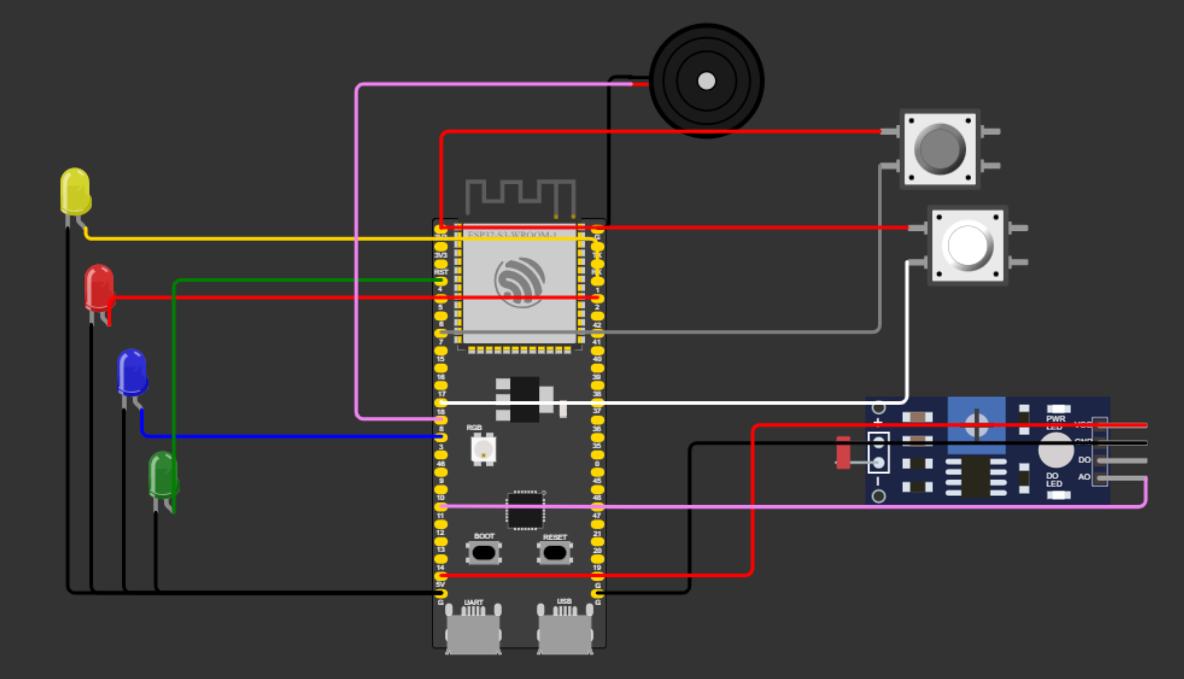 ESP32-S3-WROOM-1
G
3V3
TX
RST
RX
4
1
5
2
6
42
7
41
15
40
16
39
17
38
18
37
8
36
3
35
46
0
9
45
10
48
11
47
12
21
13
20
14
19
5V
G
G
G
RGB
BOOT
RESET
UART
USB
+
PWR
LED
VCC
GND
DO
DO
LED
AO